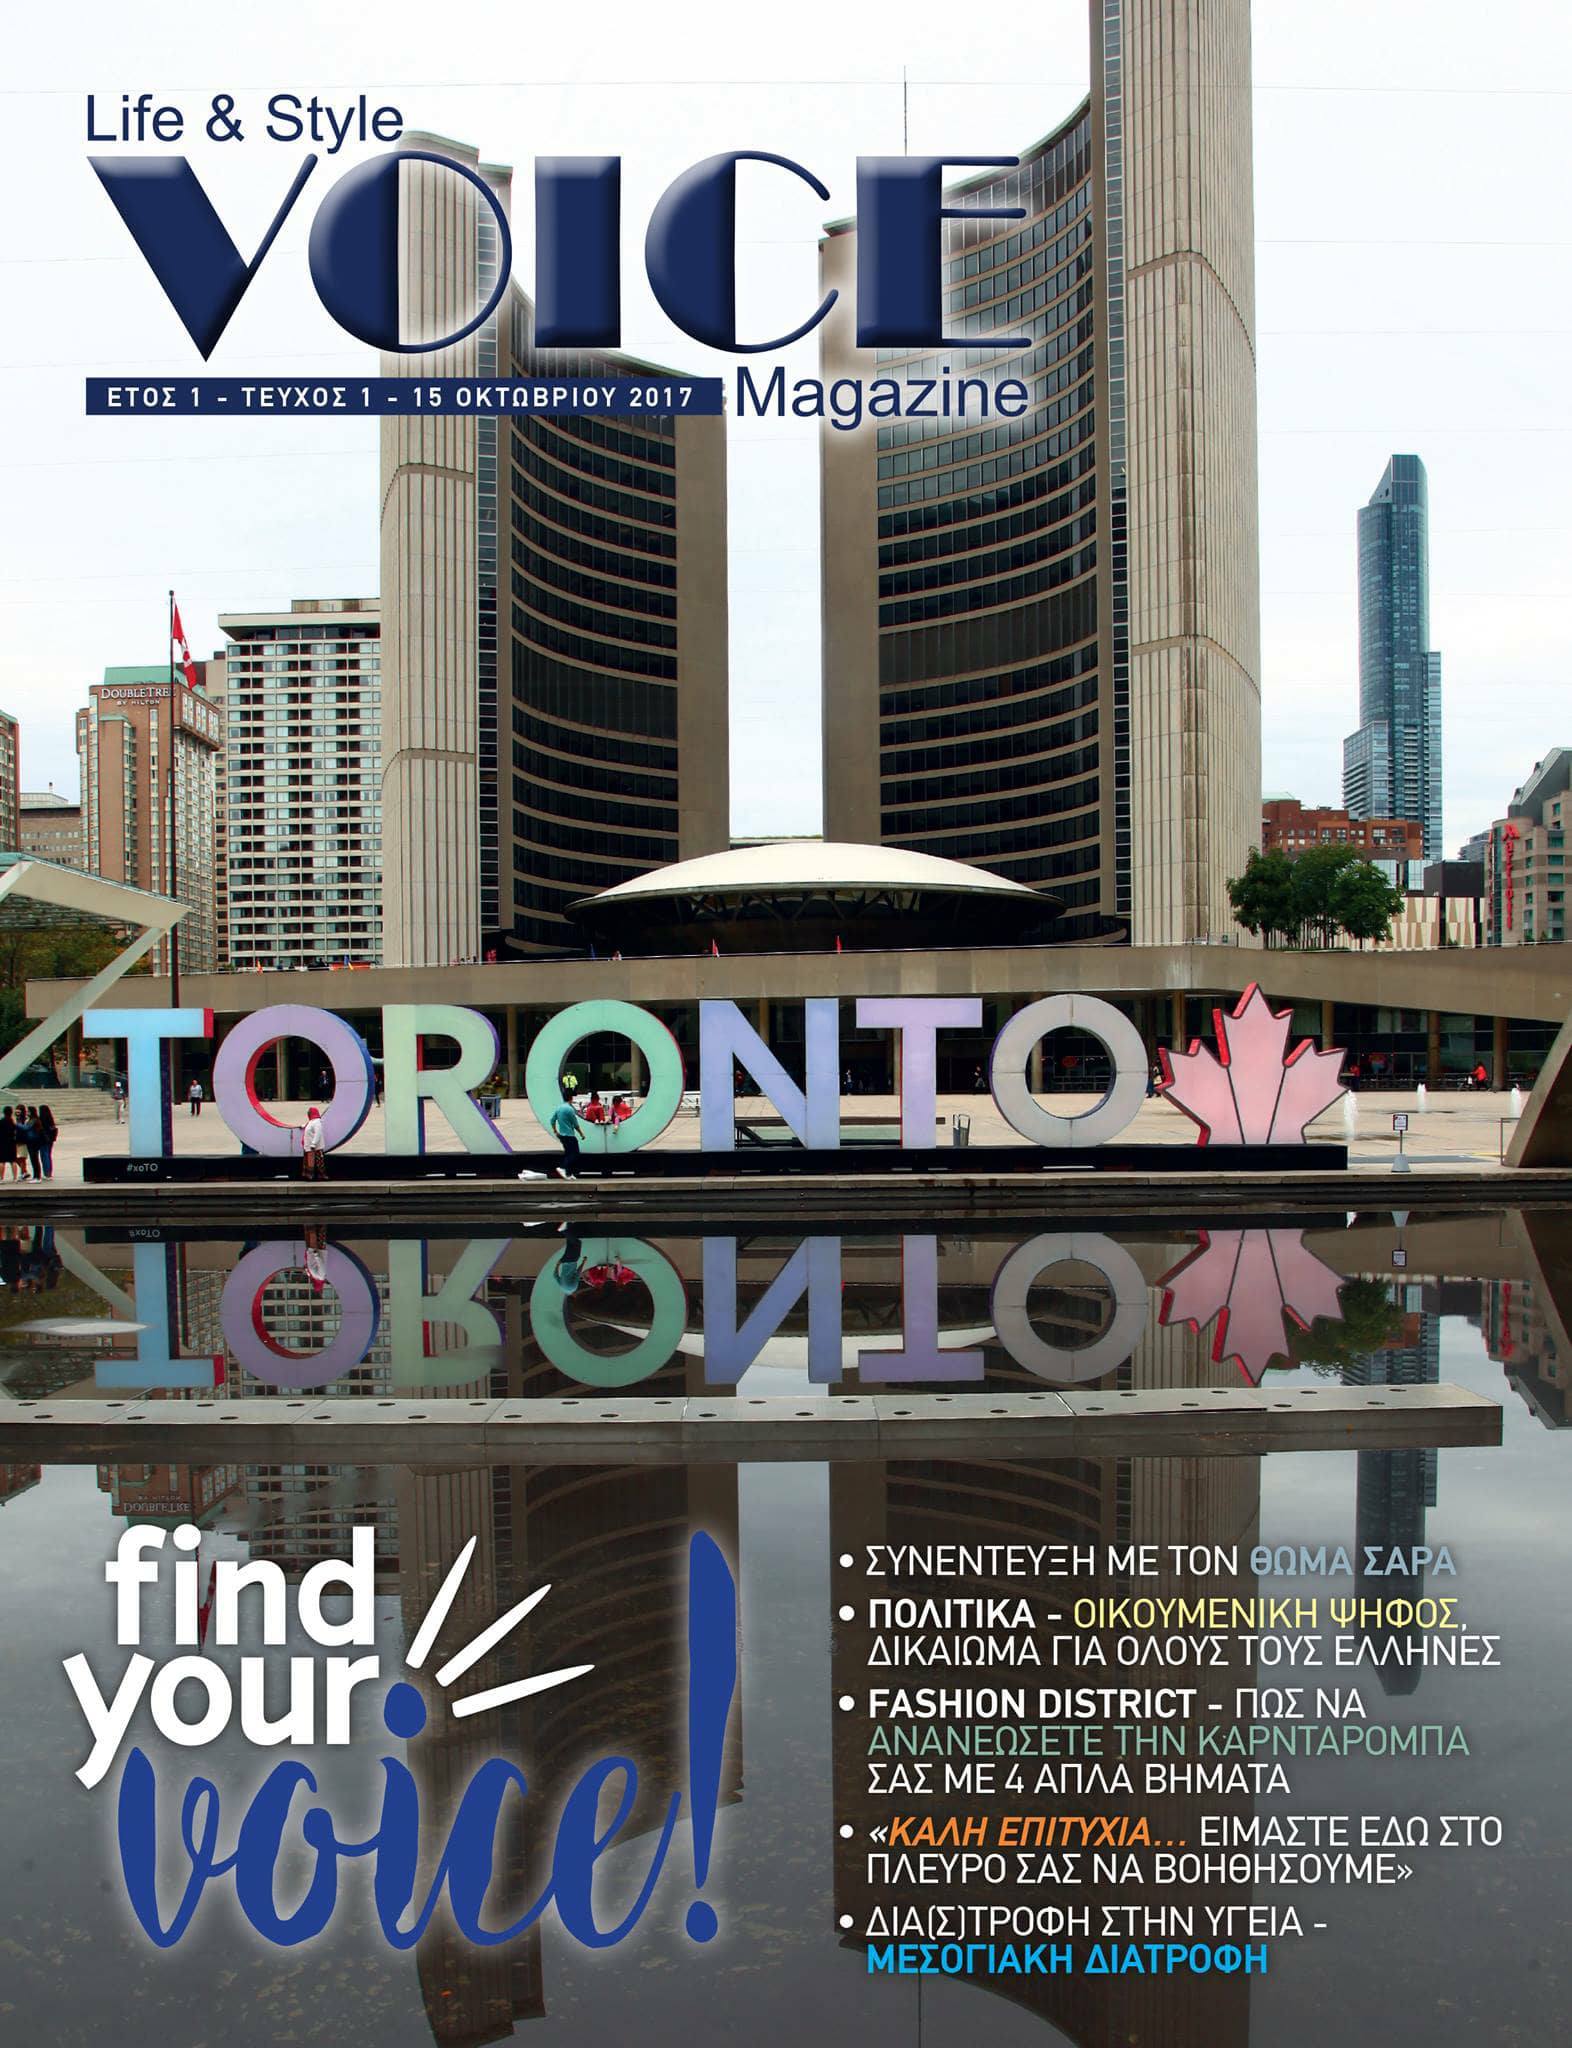 Life & Style
VOICE
ΕΤΟΣ 1 - ΤΕΥΧΟΣ 1 - 15 ΟΚΤΩΒΡΙΟΥ 2017
Magazine
DOUBLETREE
BY HILTON
Marriott
TORONTO
#xoTO
find
your
voice!
• ΣΥΝΕΝΤΕΥΞΗ ΜΕ ΤΟΝ ΘΩΜΑ ΣΑΡΑ
• ΠΟΛΙΤΙΚΑ - ΟΙΚΟΥΜΕΝΙΚΗ ΨΗΦΟΣ,
ΔΙΚΑΙΩΜΑ ΓΙΑ ΟΛΟΥΣ ΤΟΥΣ ΕΛΛΗΝΕΣ
• FASHION DISTRICT - ΠΩΣ ΝΑ
ΑΝΑΝΕΩΣΕΤΕ ΤΗΝ ΚΑΡΝΤΑΡΟΜΠΑ
ΣΑΣ ΜΕ 4 ΑΠΛΑ ΒΗΜΑΤΑ
• «ΚΑΛΗ ΕΠΙΤΥΧΙΑ... ΕΙΜΑΣΤΕ ΕΔΩ ΣΤΟ
ΠΛΕΥΡΟ ΣΑΣ ΝΑ ΒΟΗΘΗΣΟΥΜΕ»
• ΔΙΑ(Σ)ΤΡΟΦΗ ΣΤΗΝ ΥΓΕΙΑ -
ΜΕΣΟΓΙΑΚΗ ΔΙΑΤΡΟΦΗ